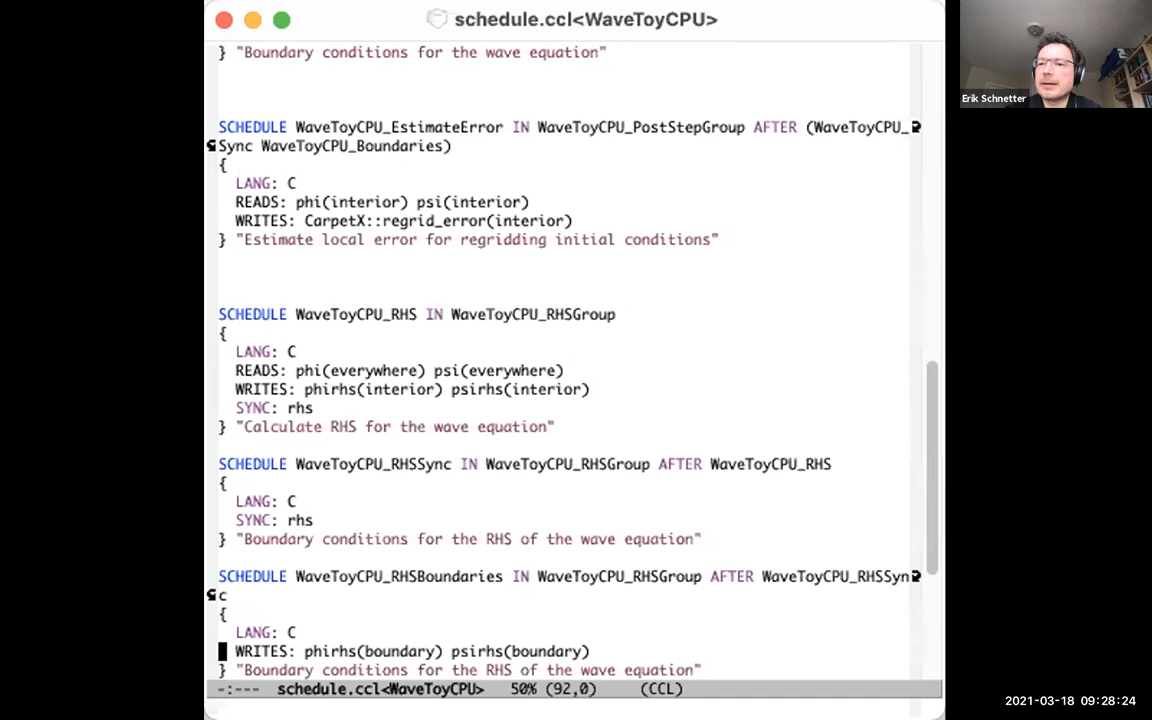 schedule.ccl<WaveToyCPU>
} "Boundary conditions for the wave equation"
SCHEDULE WaveToyCPU_EstimateError IN WaveToyCPU_PostStepGroup AFTER (WaveToyCPU_
Sync WaveToyCPU_Boundaries)
{
LANG: C
READS: phi(interior) psi(interior)
WRITES: CarpetX::regrid_error(interior)
} "Estimate local error for regridding initial conditions"
SCHEDULE WaveToyCPU_RHS IN WaveToyCPU_RHSGroup
{
LANG: C
READS: phi(everywhere) psi(everywhere)
WRITES: phirhs(interior) psirhs(interior)
SYNC: rhs
} "Calculate RHS for the wave equation"
SCHEDULE WaveToyCPU_RHSSync IN WaveToyCPU_RHSGroup AFTER WaveToyCPU_RHS
{
LANG: C
SYNC: rhs
} "Boundary conditions for the RHS of the wave equation"
SCHEDULE WaveToyCPU_RHSBoundaries IN WaveToyCPU_RHSGroup AFTER WaveToyCPU_RHSSyn
c
{
LANG: C
WRITES: phirhs(boundary) psirhs(boundary)
} "Boundary conditions for the RHS of the wave equation"
-:--- schedule.ccl<WaveToyCPU> 50% (92,0) (CCL)
Erik Schnetter
2021-03-18 09:28:24